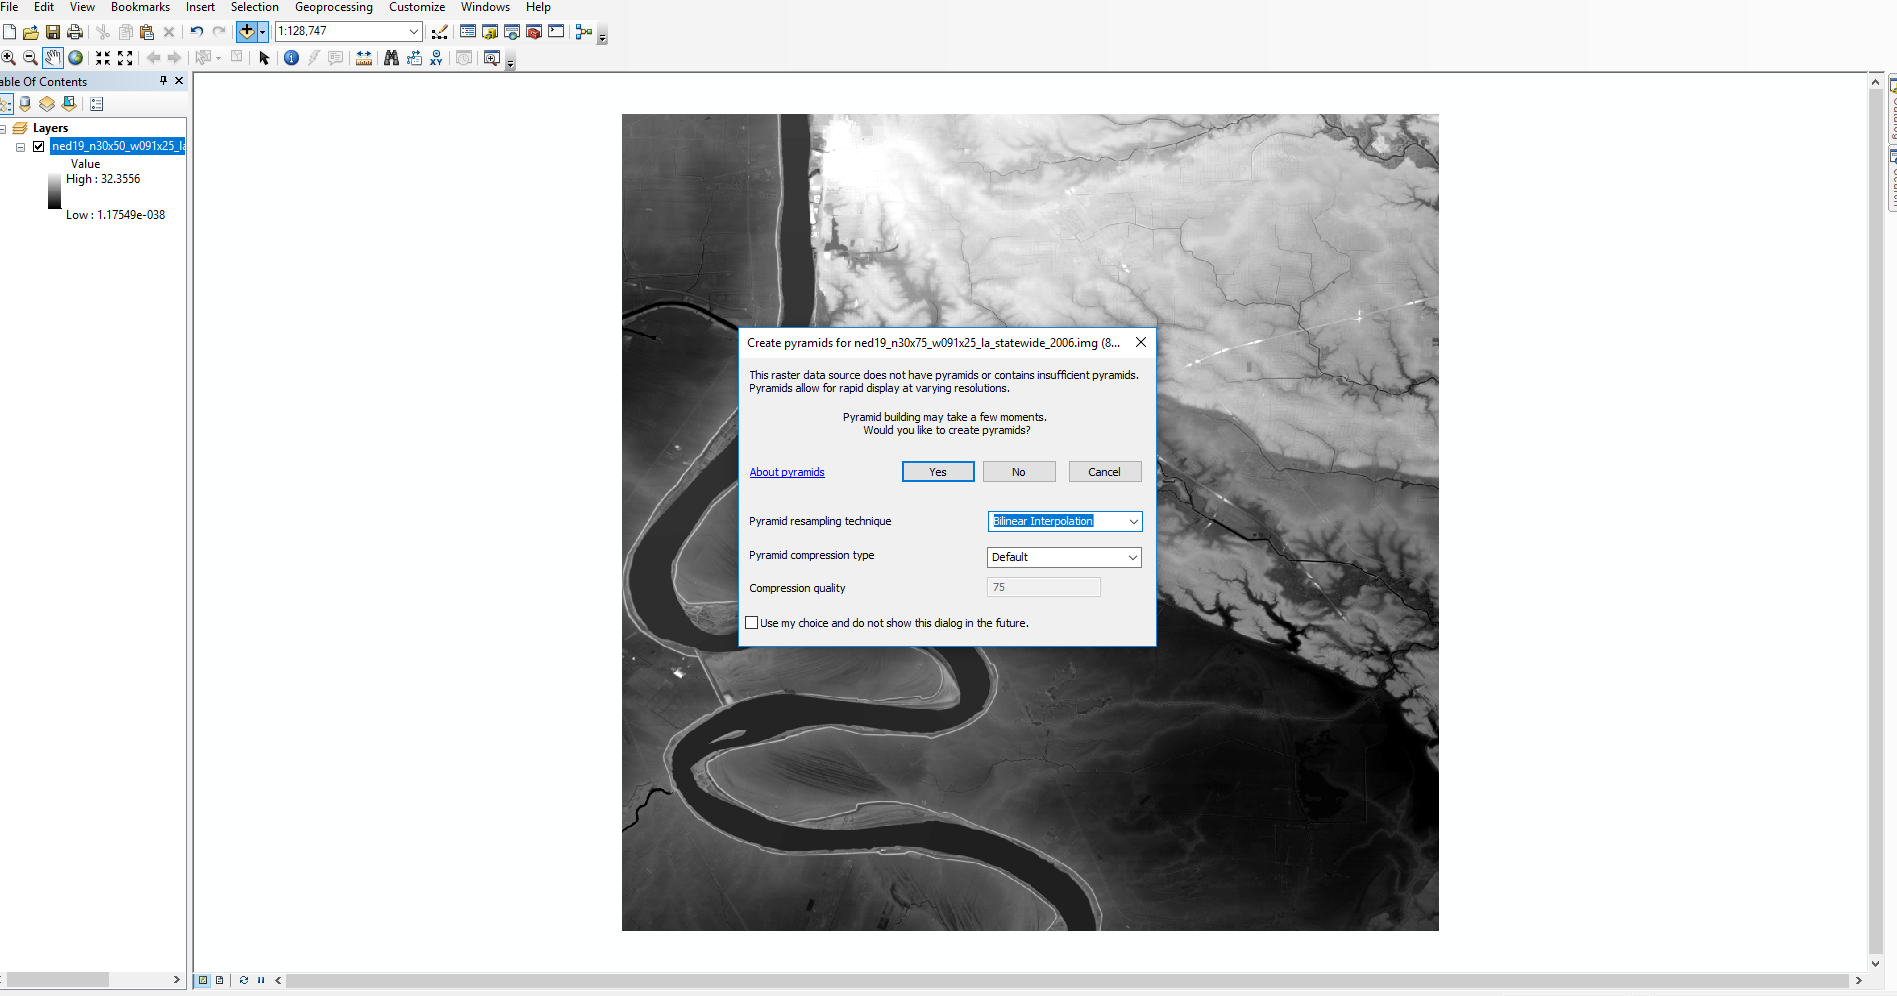 File Edit View Bookmarks Insert Selection Geoprocessing Customize Windows Help
1:128,747
able Of Contents
Layers
ned19_n30x50_w091x25_la
Value
High : 32.3556
Low : 1.17549e-038
Create pyramids for ned19_n30x75_w091x25_la_statewide_2006.img (8...
This raster data source does not have pyramids or contains insufficient pyramids.
Pyramids allow for rapid display at varying resolutions.
Pyramid building may take a few moments.
Would you like to create pyramids?
About pyramids Yes No Cancel
Pyramid resampling technique Bilinear Interpolation
Pyramid compression type Default
Compression quality 75
Use my choice and do not show this dialog in the future.